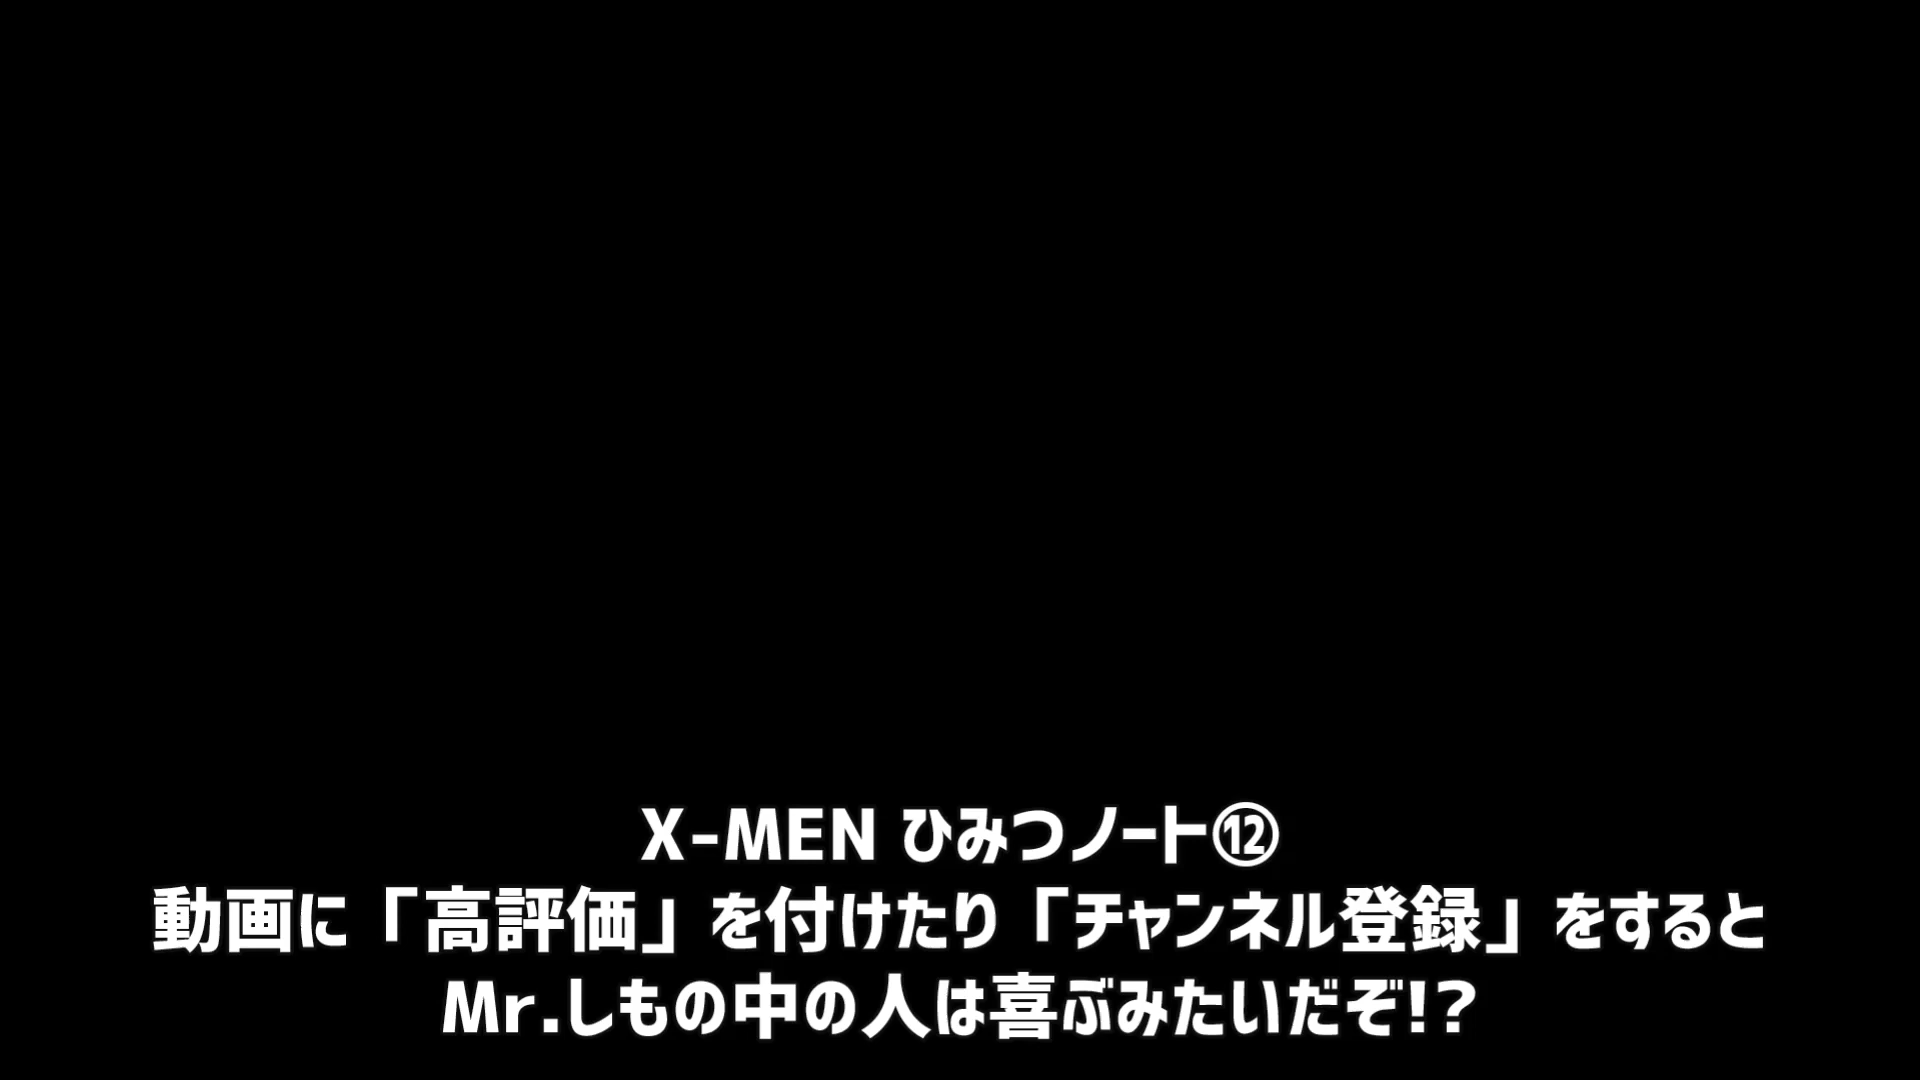 X-MEN ひみつノート⑫
動画に「高評価」を付けたり「チャンネル登録」をすると
Mr.しもの中の人は喜ぶみたいだぞ!?